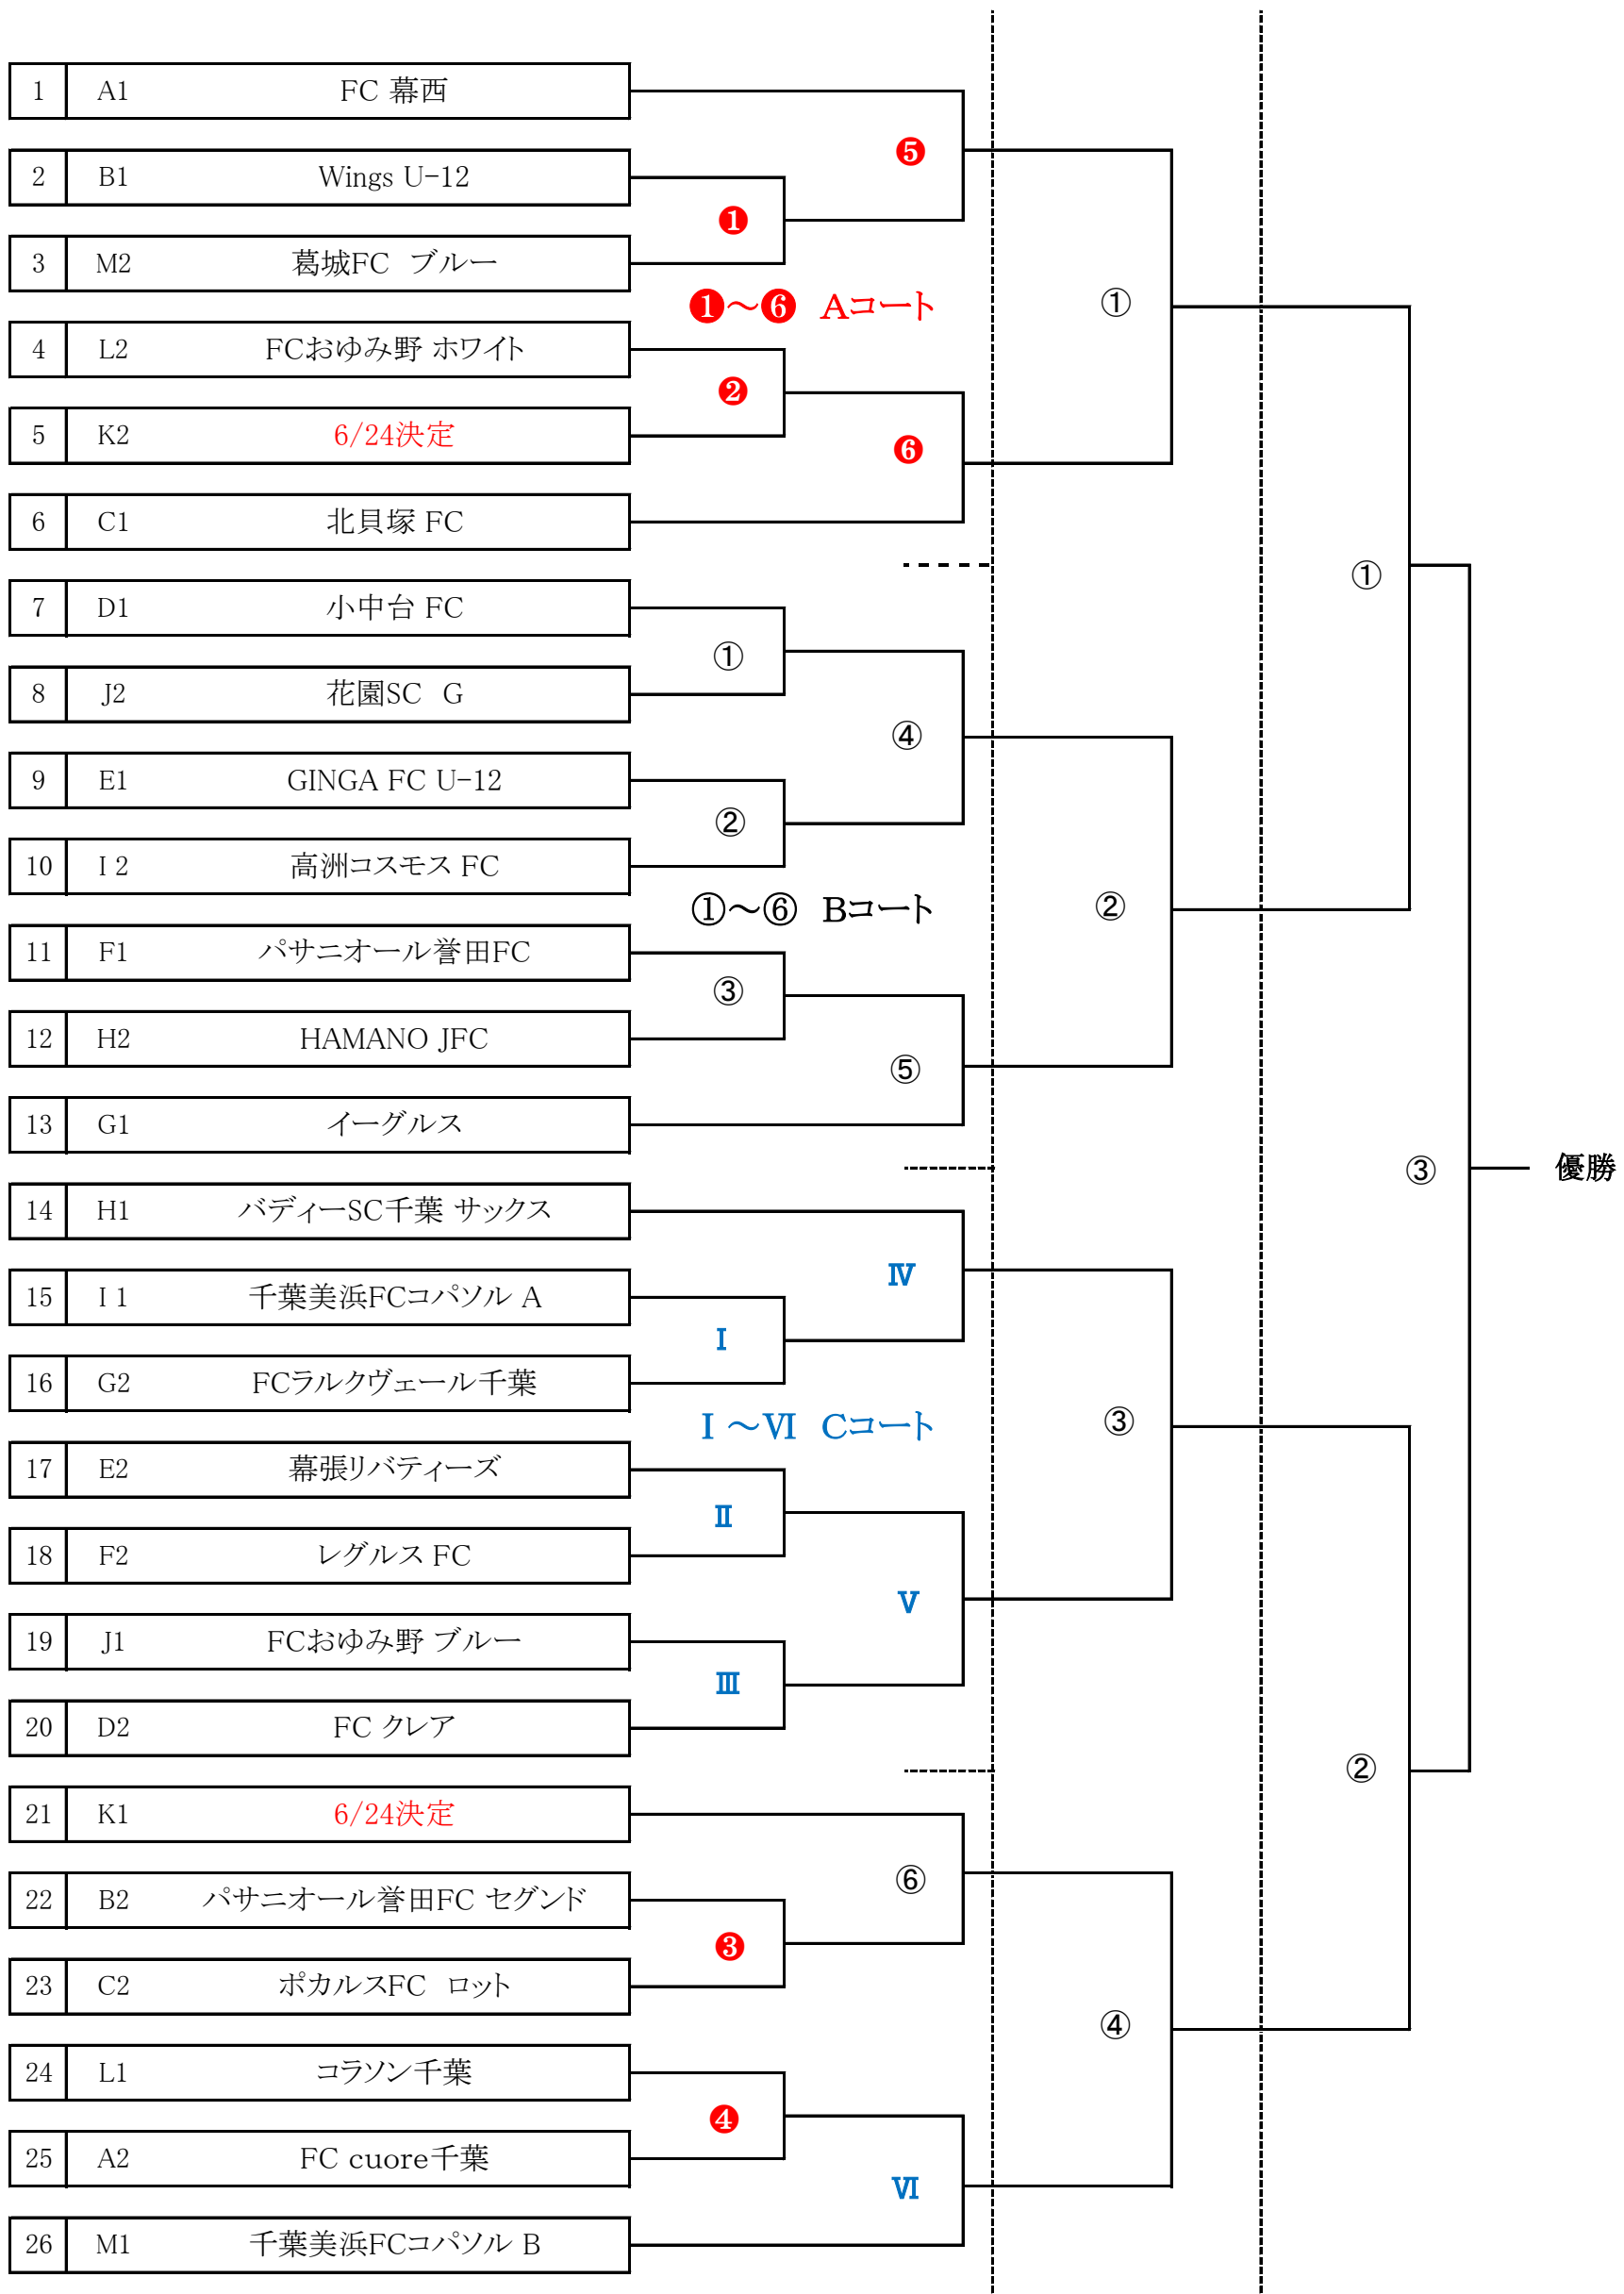 1 A1 FC 幕西
❺
2 B1 Wings U-12
❶
3 M2 葛城FC ブルー
❶～❻ Aコート
①
4 L2 FCおゆみ野 ホワイト
❷
5 K2 6/24決定
❻
6 C1 北貝塚 FC
①
7 D1 小中台 FC
①
8 J2 花園SC G
④
9 E1 GINGA FC U-12
②
10 I 2 高洲コスモス FC
①～⑥ Bコート
②
11 F1 パサニオール誉田FC
③
12 H2 HAMANO JFC
⑤
13 G1 イーグルス
③
優勝
14 H1 バディーSC千葉 サックス
Ⅳ
15 I 1 千葉美浜FCコパソル A
Ⅰ
16 G2 FCラルクヴェール千葉
Ⅰ ～Ⅵ Cコート
③
17 E2 幕張リバティーズ
Ⅱ
18 F2 レグルス FC
Ⅴ
19 J1 FCおゆみ野 ブルー
Ⅲ
20 D2 FC クレア
②
21 K1 6/24決定
⑥
22 B2 パサニオール誉田FC セグンド
❸
23 C2 ポカルスFC ロット
④
24 L1 コラソン千葉
❹
25 A2 FC cuore千葉
Ⅵ
26 M1 千葉美浜FCコパソル B